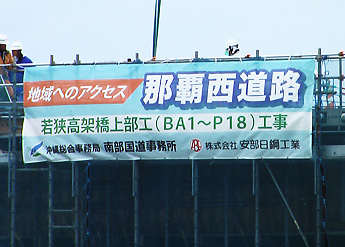 地域へのアクセス 那覇西道路
若狭高架橋上部工(BA1〜P18)工事
沖縄総合事務局 南部国道事務所 株式会社 安部日鋼工業